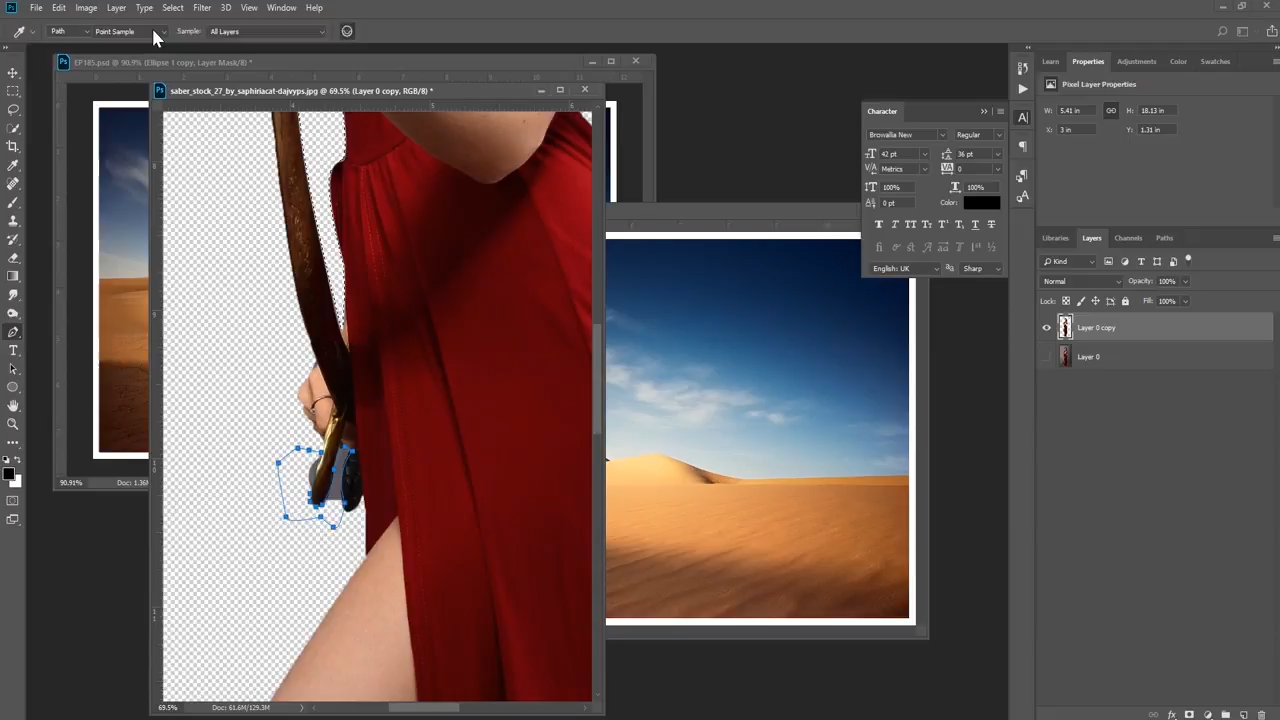 File Edit Image Layer Type Select Filter 3D View Window Help
Path Point Sample Sample: All Layers
EP185.psd @ 90.9% (Ellipse 1 copy, Layer Mask/8) *
saber_stock_27_by_saphiriacat-dajvyps.jpg @ 69.5% (Layer 0 copy, RGB/8) *
Learn Properties Adjustments Color Swatches
Pixel Layer Properties
W: 5.41 in H: 18.13 in
X: 3 in Y: 1.31 in
Character
Browallia New Regular
42 pt 36 pt
Metrics 0
100% 100%
0 pt Color:
English: UK Sharp
Libraries Layers Channels Paths
Kind
Normal Opacity: 100%
Lock: Fill: 100%
Layer 0 copy
Layer 0
90.91% Doc: 1.36M
69.5% Doc: 61.6M/129.3M